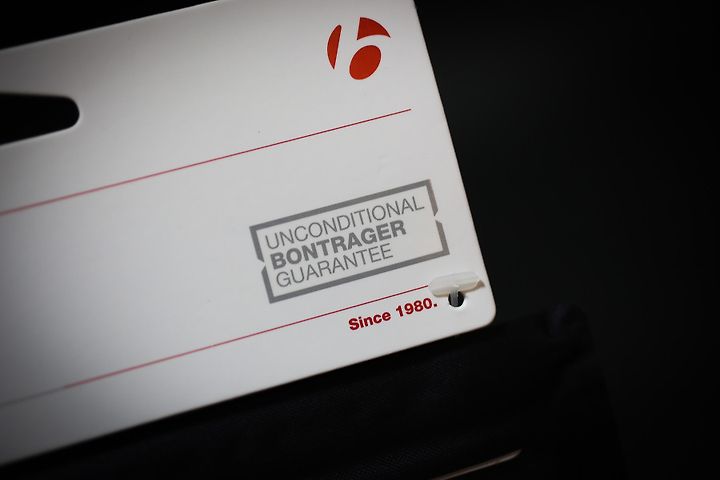 UNCONDITIONAL
BONTRAGER
GUARANTEE
Since 1980.